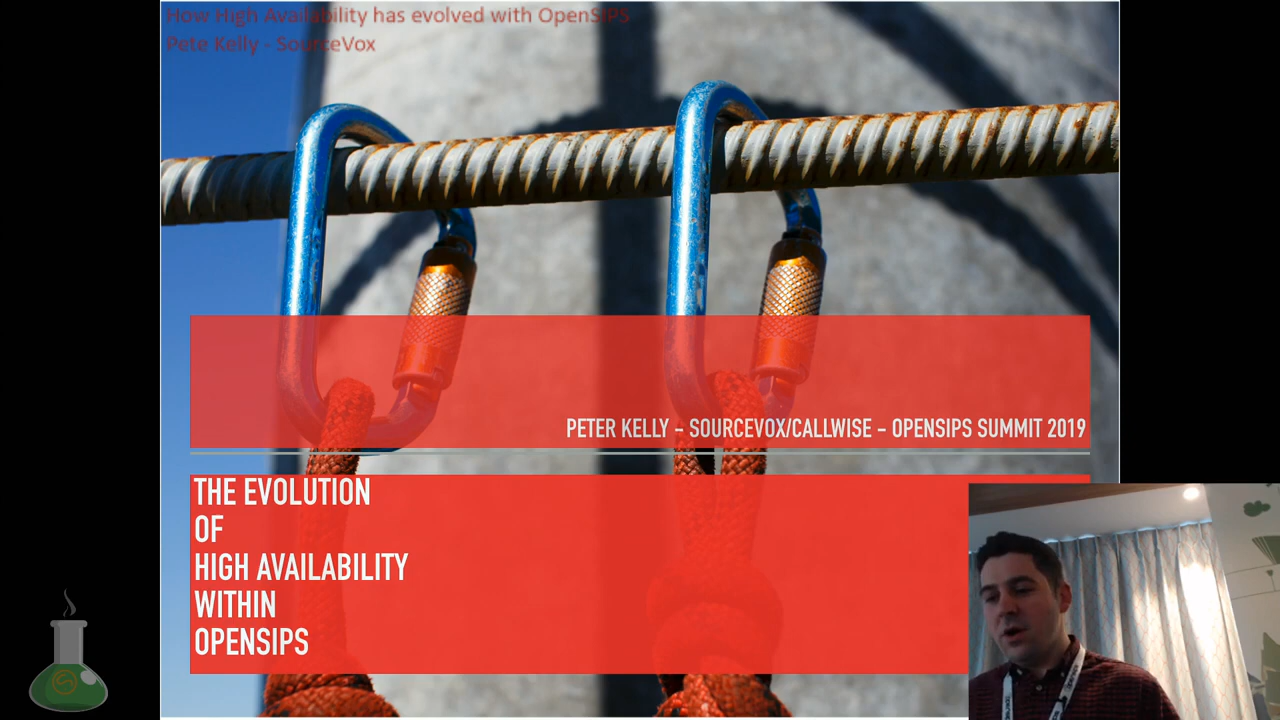 How High Availability has evolved with OpenSIPS
Pete Kelly - SourceVox
PETER KELLY - SOURCEVOX/CALLWISE - OPENSIPS SUMMIT 2019
THE EVOLUTION
OF
HIGH AVAILABILITY
WITHIN
OPENSIPS